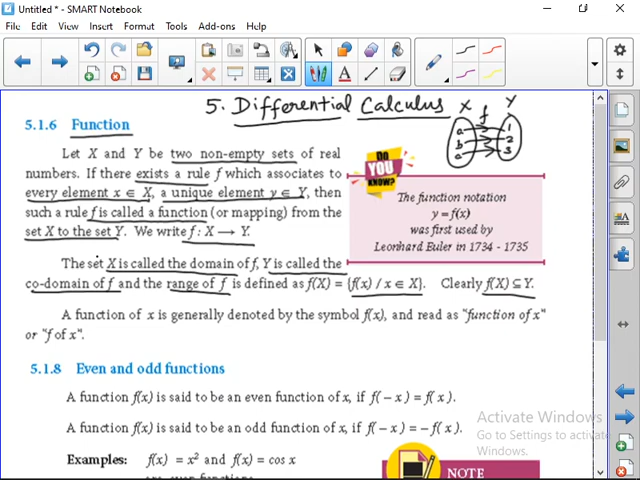 Untitled * - SMART Notebook
File Edit View Insert Format Tools Add-ons Help
5. Differential Calculus
X f Y
a 1
b 2
c 3
5.1.6 Function
Let X and Y be two non-empty sets of real
numbers. If there exists a rule f which associates to
every element x ∈ X, a unique element y ∈ Y, then
such a rule f is called a function (or mapping) from the
set X to the set Y. We write f : X ⟶ Y.
DO
YOU
KNOW?
The function notation
y = f(x)
was first used by
Leonhard Euler in 1734 - 1735
The set X is called the domain of f, Y is called the
co-domain of f and the range of f is defined as f(X) = {f(x) / x ∈ X}. Clearly f(X) ⊆ Y.
A function of x is generally denoted by the symbol f(x), and read as "function of x"
or "f of x".
5.1.8 Even and odd functions
A function f(x) is said to be an even function of x, if f( – x ) = f( x ).
A function f(x) is said to be an odd function of x, if f( – x ) = – f( x ).
Examples: f(x) = x² and f(x) = cos x
NOTE
Activate Windows
Go to Settings to activate
Windows.